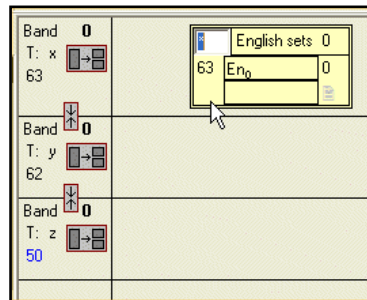 Band 0
T: x
63
Band 0
T: y
62
Band 0
T: z
50
x English sets 0
63 En₀ 0